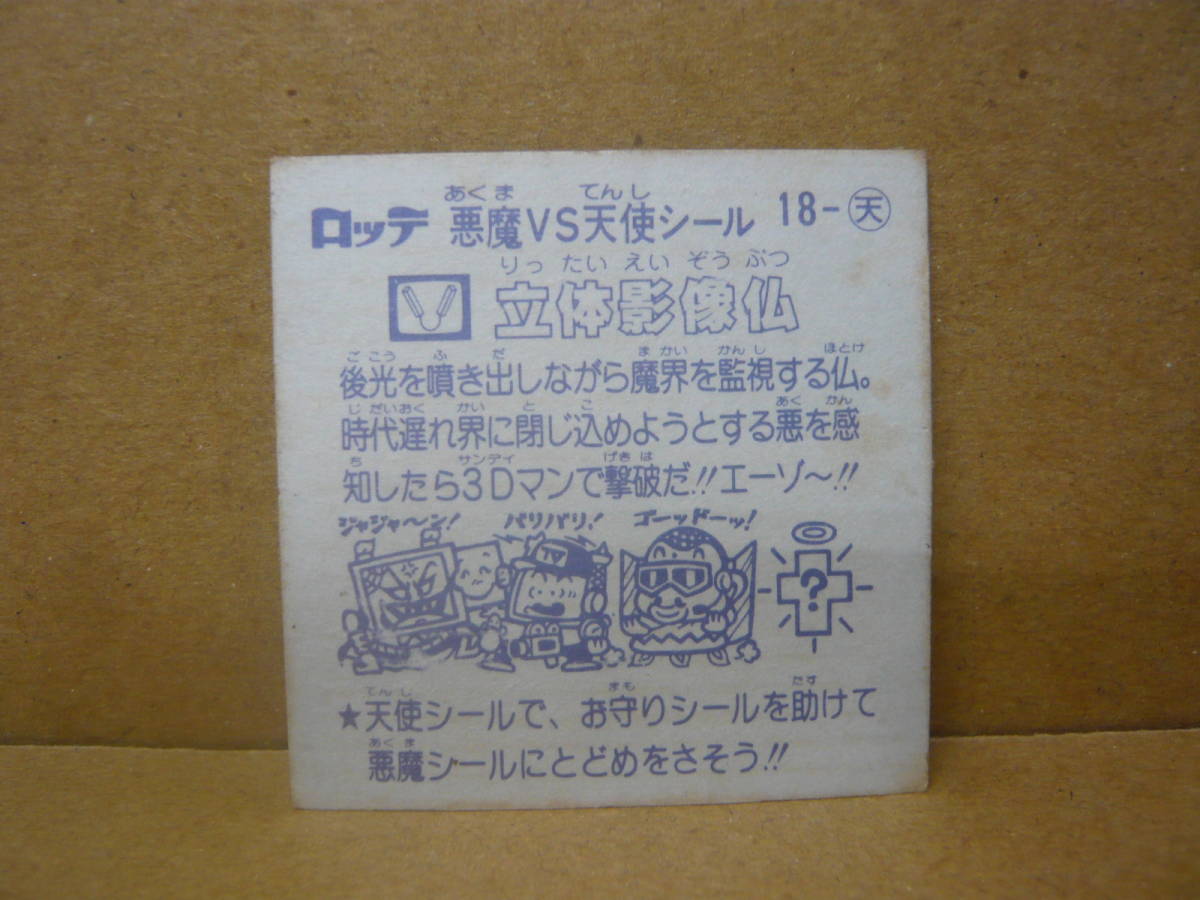 あくま てんし
ロッテ 悪魔VS天使シール 18-天
りっ たい えい ぞう ぶつ
立体影像仏
ごこう ふ だ まかい かんし ほとけ
後光を噴き出しながら魔界を監視する仏。
じだいおく かい と こ あく かん
時代遅れ界に閉じ込めようとする悪を感
ち サンディ げきは
知したら3Dマンで撃破だ!!エーゾ〜!!
ジャジャ〜ン! バリバリ! ゴーッドーッ!
TV
?
てんし まも たす
★天使シールで、お守りシールを助けて
あくま
悪魔シールにとどめをさそう!!